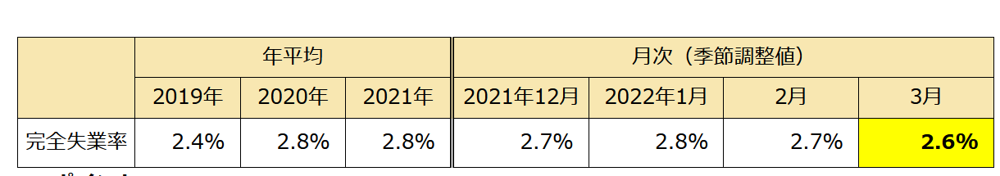 年平均 月次（季節調整値）
2019年 2020年 2021年 2021年12月 2022年1月 2月 3月
完全失業率 2.4% 2.8% 2.8% 2.7% 2.8% 2.7% 2.6%